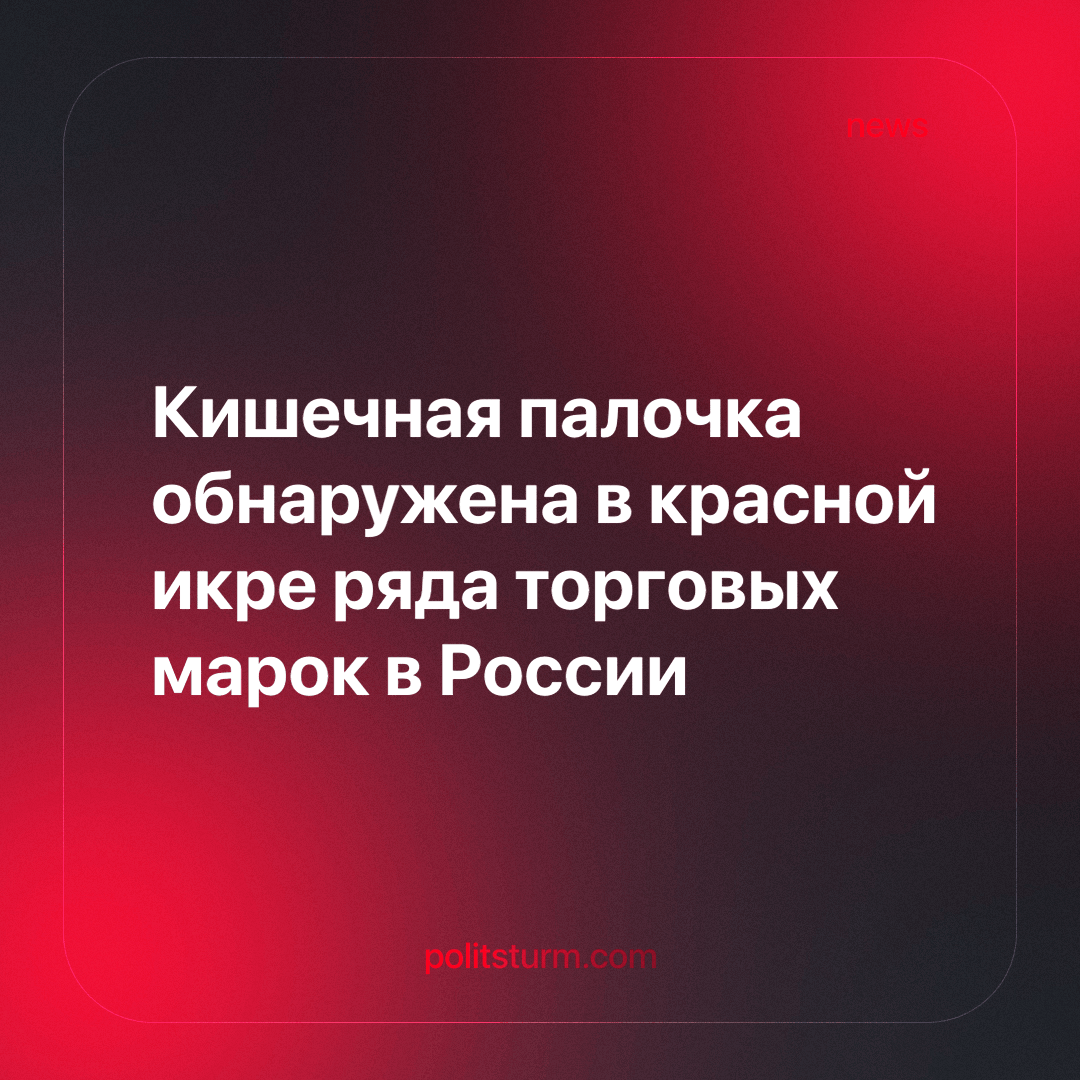 news
Кишечная палочка
обнаружена в красной
икре ряда торговых
марок в России
politsturm.com